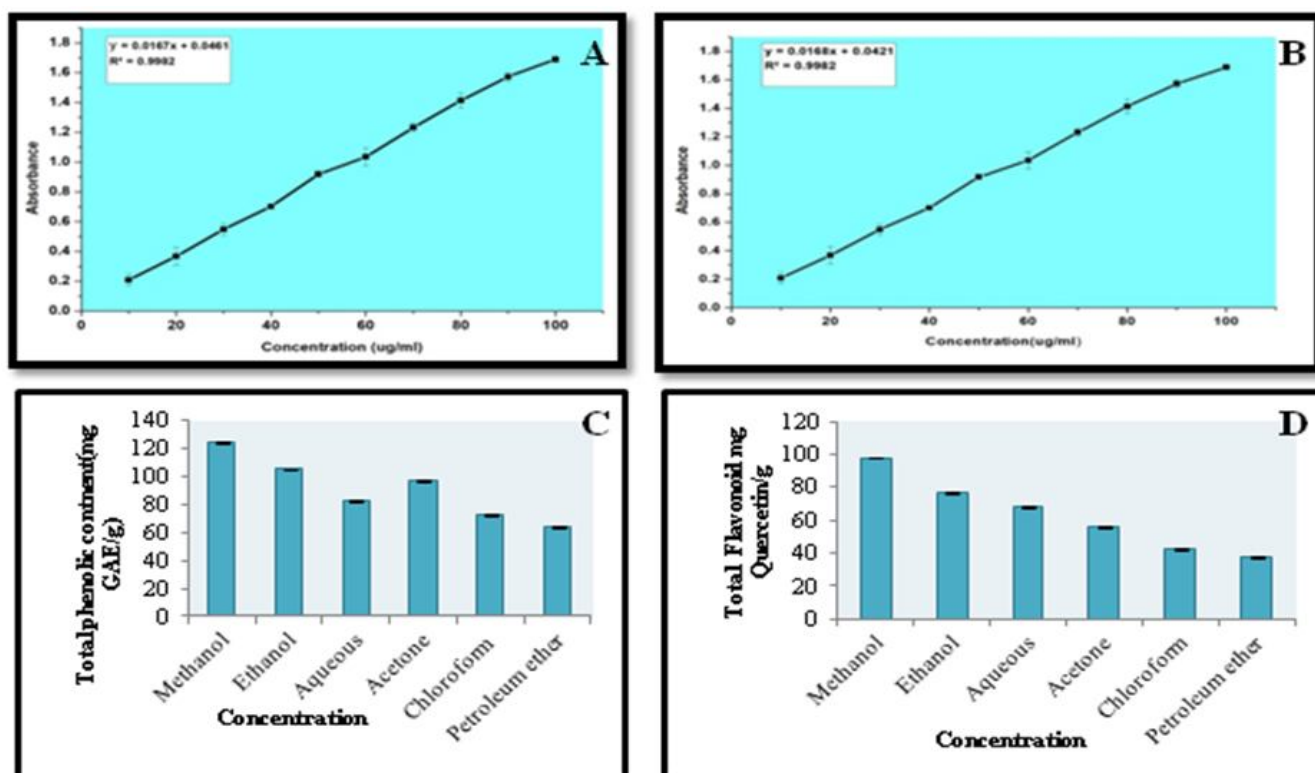 A
y = 0.0167x + 0.0461
R² = 0.9982
Absorbance
1.8
1.6
1.4
1.2
1.0
0.8
0.6
0.4
0.2
0.0
0 20 40 60 80 100
Concentration (ug/ml)
B
y = 0.0168x + 0.0421
R² = 0.9982
Absorbance
1.8
1.6
1.4
1.2
1.0
0.8
0.6
0.4
0.2
0.0
0 20 40 60 80 100
Concentration(ug/ml)
C
Total phenolic continent(mg
GAE/g)
140
120
100
80
60
40
20
0
Methanol
Ethanol
Aqueous
Acetone
Chloroform
Petroleum ether
Concentration
D
Total Flavonoid mg
Quercetin/g
120
100
80
60
40
20
0
Methanol
Ethanol
Aqueous
Acetone
Chloroform
Petroleum ether
Concentration